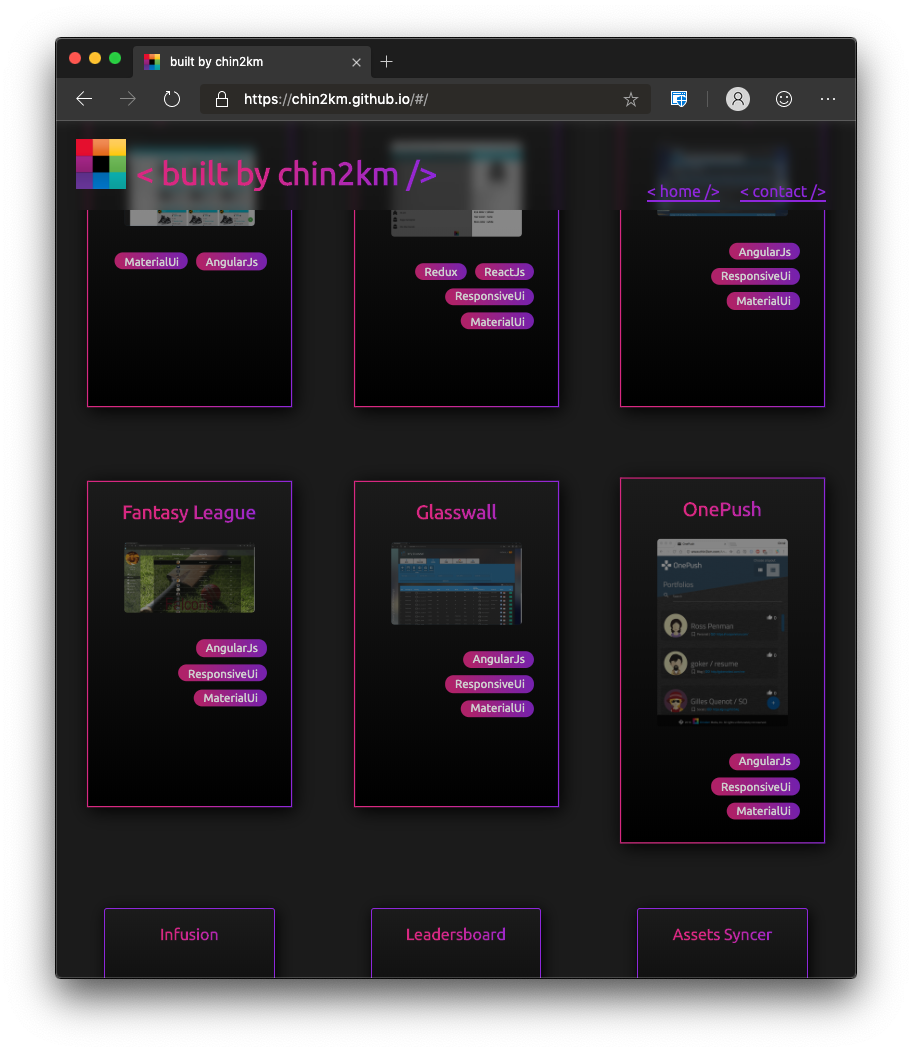 built by chin2km
https://chin2km.github.io/#/
< built by chin2km />
< home />
< contact />
MaterialUi
AngularJs
Redux
ReactJs
ResponsiveUi
MaterialUi
AngularJs
ResponsiveUi
MaterialUi
Fantasy League
AngularJs
ResponsiveUi
MaterialUi
Glasswall
AngularJs
ResponsiveUi
MaterialUi
OnePush
OnePush
Portfolios
Ross Penman
goker / resume
Gilles Quenot / SO
AngularJs
ResponsiveUi
MaterialUi
Infusion
Leadersboard
Assets Syncer